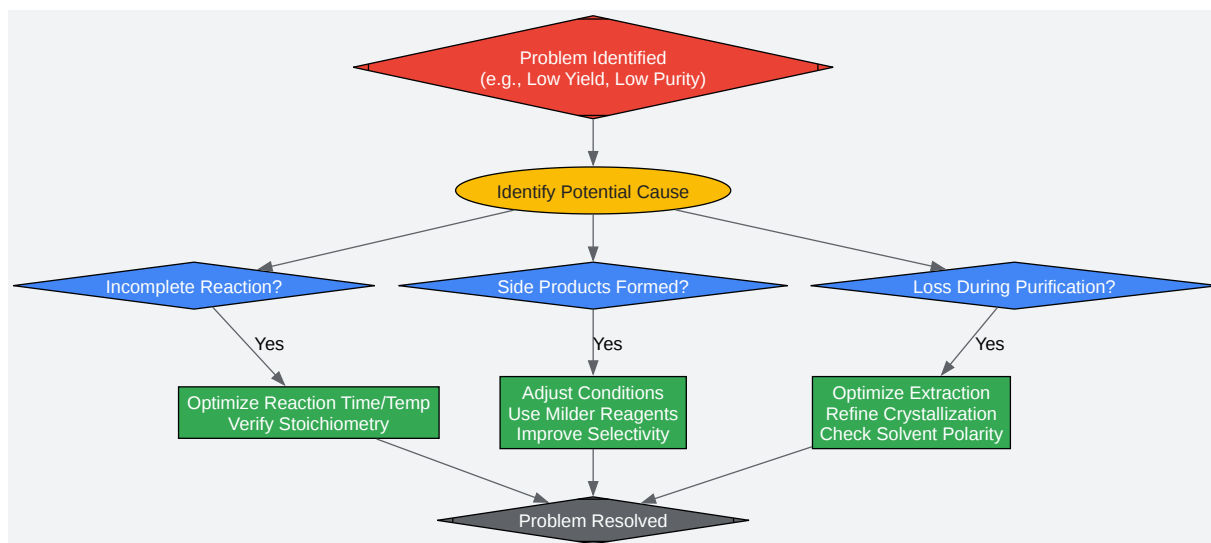 Problem Identified
(e.g., Low Yield, Low Purity)
Identify Potential Cause
Incomplete Reaction?
Side Products Formed?
Loss During Purification?
Yes
Yes
Yes
Optimize Reaction Time/Temp
Verify Stoichiometry
Adjust Conditions
Use Milder Reagents
Improve Selectivity
Optimize Extraction
Refine Crystallization
Check Solvent Polarity
Problem Resolved